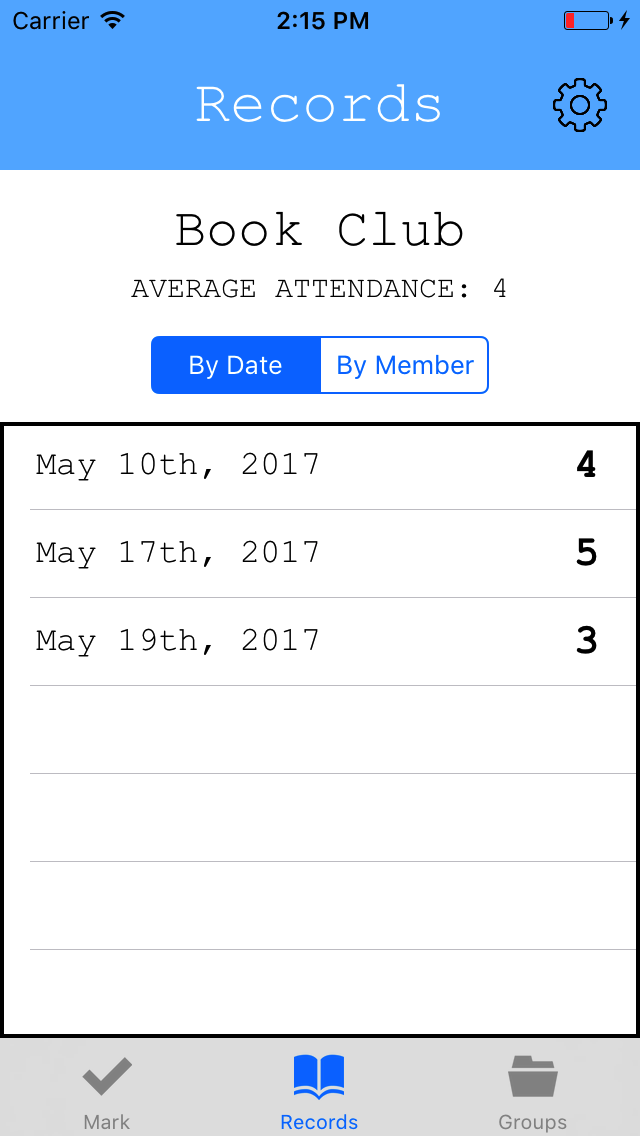 Carrier 2:15 PM
Records
Book Club
AVERAGE ATTENDANCE: 4
By Date By Member
May 10th, 2017 4
May 17th, 2017 5
May 19th, 2017 3
Mark Records Groups